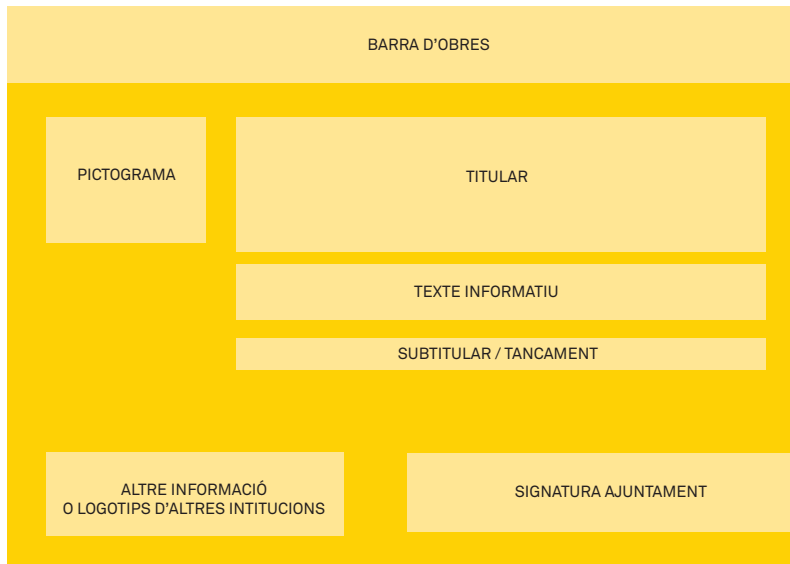 BARRA D'OBRES
PICTOGRAMA
TITULAR
TEXTE INFORMATIU
SUBTITULAR / TANCAMENT
ALTRE INFORMACIÓ
O LOGOTIPS D'ALTRES INTITUCIONS
SIGNATURA AJUNTAMENT